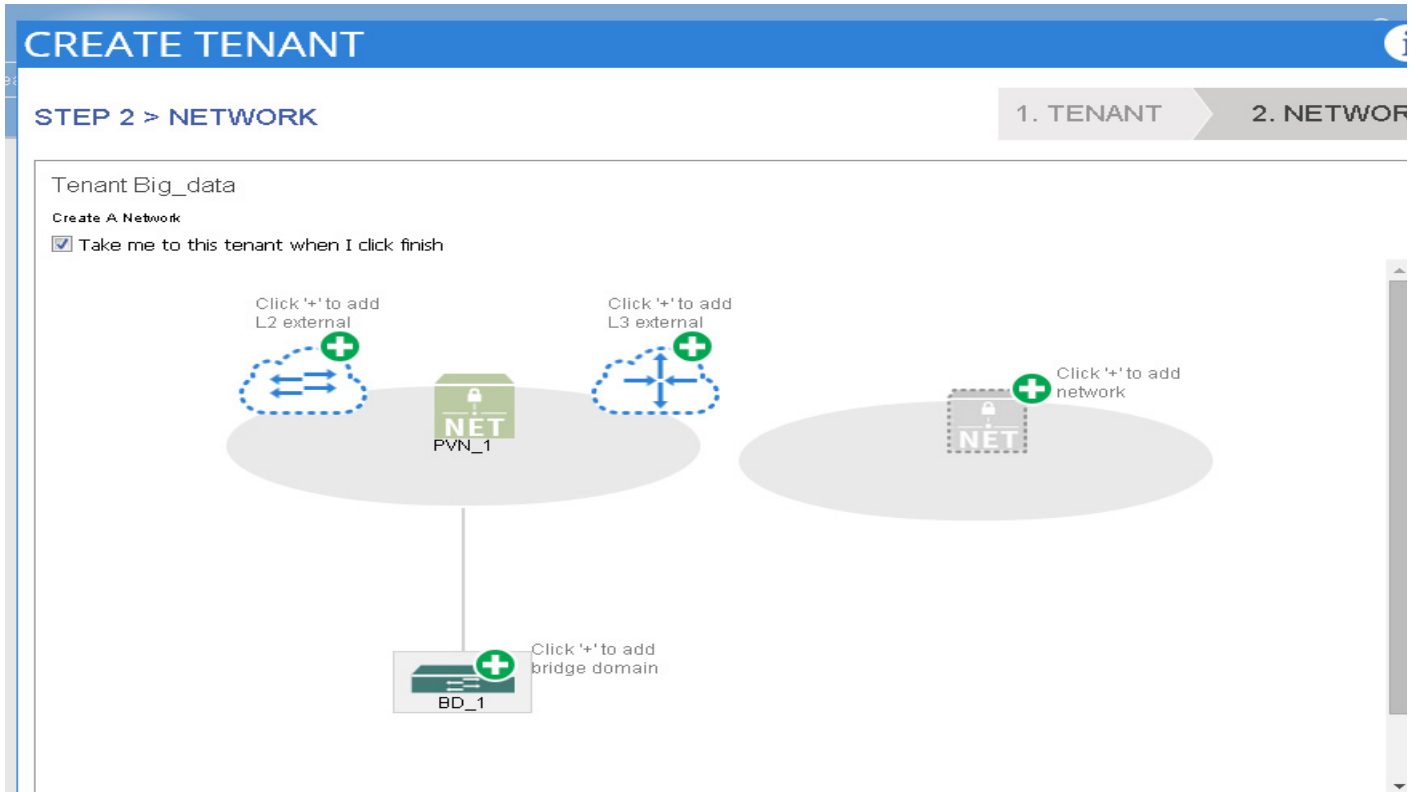 CREATE TENANT
STEP 2 > NETWORK
1. TENANT
2. NETWOR
Tenant Big_data
Create A Network
Take me to this tenant when I click finish
Click '+' to add
L2 external
Click '+' to add
L3 external
NET
PVN_1
Click '+' to add
network
NET
Click '+' to add
bridge domain
BD_1